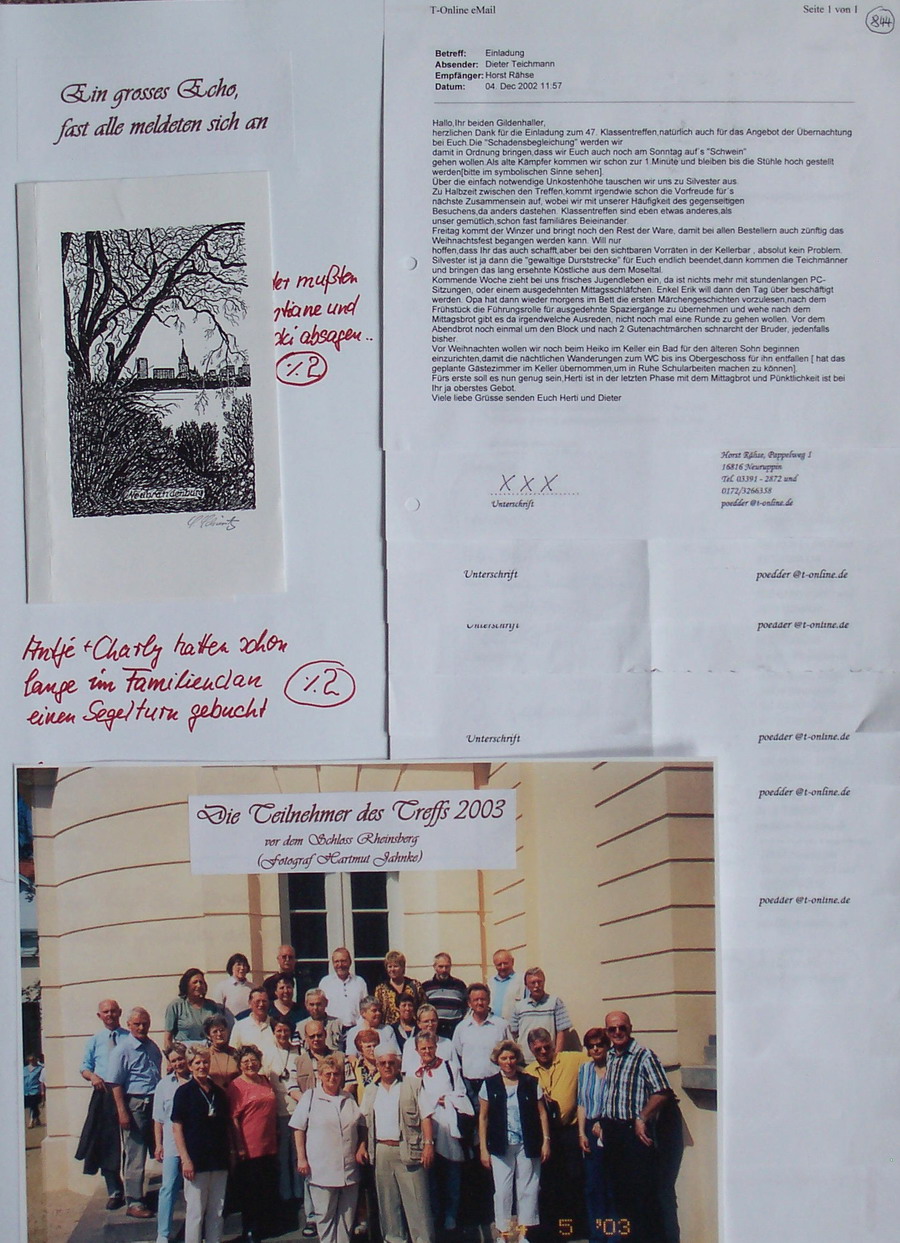 T-Online eMail
Seite 1 von 1
844
Betreff: Einladung
Absender: Dieter Teichmann
Empfänger: Horst Rähse
Datum: 04. Dec 2002 11:57
Hallo,Ihr beiden Gildenhaller,
herzlichen Dank für die Einladung zum 47. Klassentreffen,natürlich auch für das Angebot der Übernachtung
bei Euch.Die "Schadensbegleichung" werden wir
damit in Ordnung bringen,dass wir Euch auch noch am Sonntag auf´s "Schwein"
gehen wollen.Als alte Kämpfer kommen wir schon zur 1.Minute und bleiben bis die Stühle hoch gestellt
werden[bitte im symbolischen Sinne sehen].
Über die einfach notwendige Unkostenhöhe tauschen wir uns zu Silvester aus.
Zu Halbzeit zwischen den Treffen,kommt irgendwie schon die Vorfreude für´s
nächste Zusammensein auf, wobei wir mit unserer Häufigkeit des gegenseitigen
Besuchens,da anders dastehen. Klassentreffen sind eben etwas anderes,als
unser gemütlich,schon fast familiäres Beieinander.
Freitag kommt der Winzer und bringt noch den Rest der Ware, damit bei allen Bestellern auch zünftig das
Weihnachtsfest begangen werden kann. Will nur
hoffen,dass Ihr das auch schafft,aber bei den sichtbaren Vorräten in der Kellerbar , absolut kein Problem.
Silvester ist ja dann die "gewaltige Durststrecke" für Euch endlich beendet,dann kommen die Teichmänner
und bringen das lang ersehnte Köstliche aus dem Moseltal.
Kommende Woche zieht bei uns frisches Jugendleben ein, da ist nichts mehr mit stundenlangen PC-
Sitzungen, oder einem ausgedehnten Mittagsschläfchen. Enkel Erik will dann den Tag über beschäftigt
werden. Opa hat dann wieder morgens im Bett die ersten Märchengeschichten vorzulesen,nach dem
Frühstück die Führungsrolle für ausgedehnte Spaziergänge zu übernehmen und wehe nach dem
Mittagsbrot gibt es da irgendwelche Ausreden, nicht noch mal eine Runde zu gehen wollen. Vor dem
Abendbrot noch einmal um den Block und nach 2 Gutenachtmärchen schnarcht der Bruder, jedenfalls
bisher.
Vor Weihnachten wollen wir noch beim Heiko im Keller ein Bad für den älteren Sohn beginnen
einzurichten,damit die nächtlichen Wanderungen zum WC bis ins Obergeschoss für ihn entfallen [ hat das
geplante Gästezimmer im Keller übernommen,um in Ruhe Schularbeiten machen zu können].
Fürs erste soll es nun genug sein,Herti ist in der letzten Phase mit dem Mittagbrot und Pünktlichkeit ist bei
Ihr ja oberstes Gebot.
Viele liebe Grüsse senden Euch Herti und Dieter
Horst Rähse, Pappelweg 1
16816 Neuruppin
Tel. 03391 - 2872 und
0172/3266358
poedder @t-online.de
XXX
Unterschrift
Unterschrift
poedder @t-online.de
Unterschrift
poedder @t-online.de
Unterschrift
poedder @t-online.de
poedder @t-online.de
poedder @t-online.de
Ein grosses Echo,
fast alle meldeten sich an
mußten
und
absagen..
%2
Neubrandenburg
Antje + Charly hatten schon
lange im Familienclan
einen Segelturn gebucht
%2
Die Teilnehmer des Treffs 2003
vor dem Schloss Rheinsberg
(Fotograf Hartmut Jahnke)
5 '03